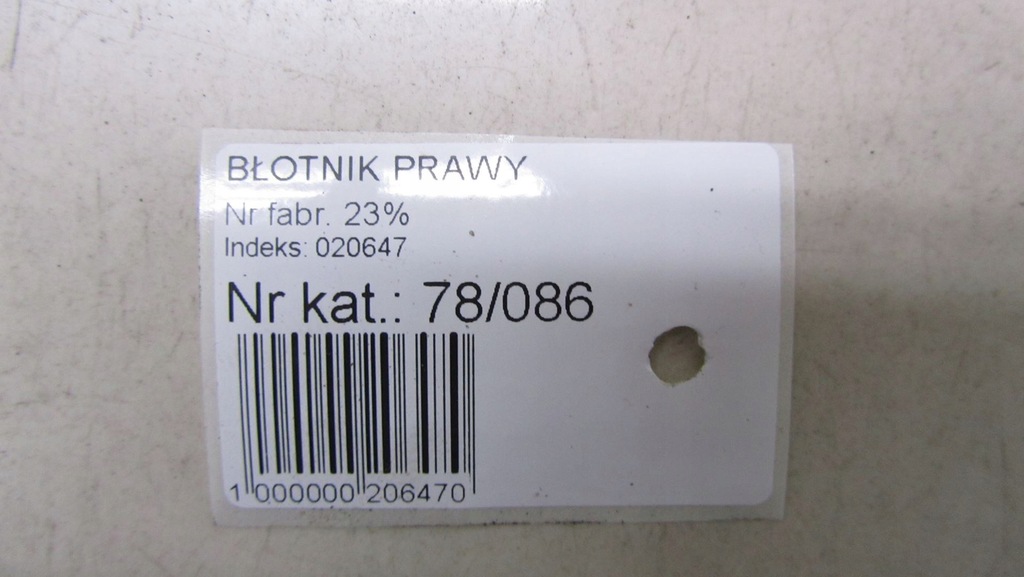 BŁOTNIK PRAWY
Nr fabr. 23%
Indeks: 020647
Nr kat.: 78/086
1 000000 206470